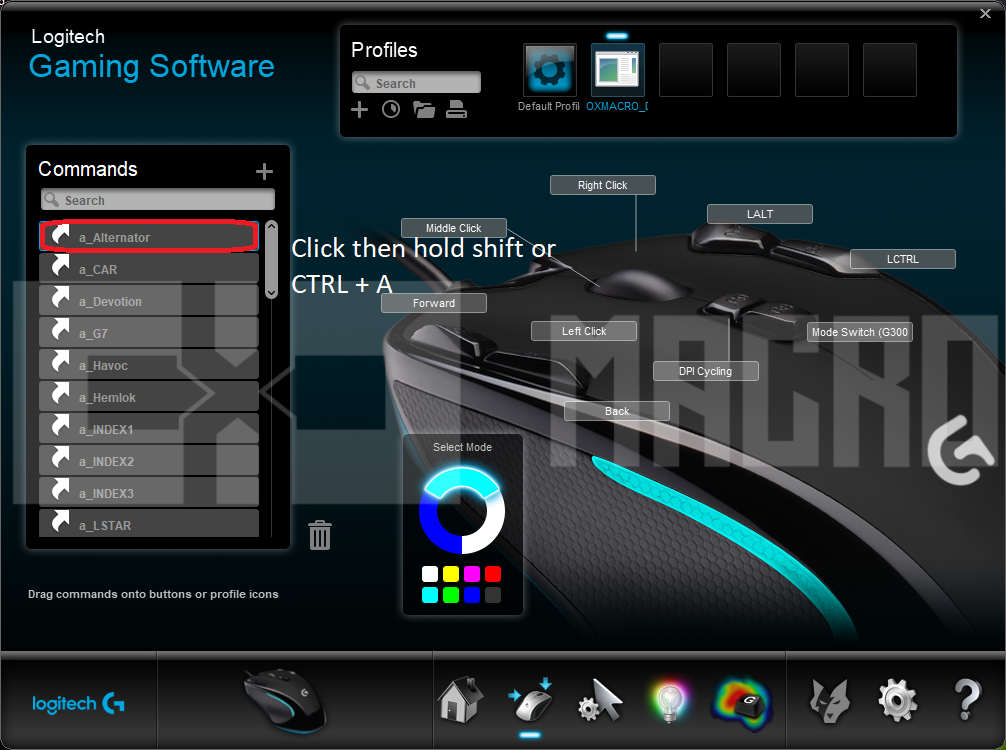 Logitech
Gaming Software
Profiles
Search
Default Profil
OXMACRO_D
Commands
Search
a_Alternator
a_CAR
a_Devotion
a_G7
a_Havoc
a_Hemlok
a_INDEX1
a_INDEX2
a_INDEX3
a_LSTAR
Click then hold shift or
CTRL + A
Right Click
Middle Click
LALT
LCTRL
Forward
Left Click
Mode Switch (G300
DPI Cycling
Back
MACRO
Select Mode
Drag commands onto buttons or profile icons
logitech G
G
?